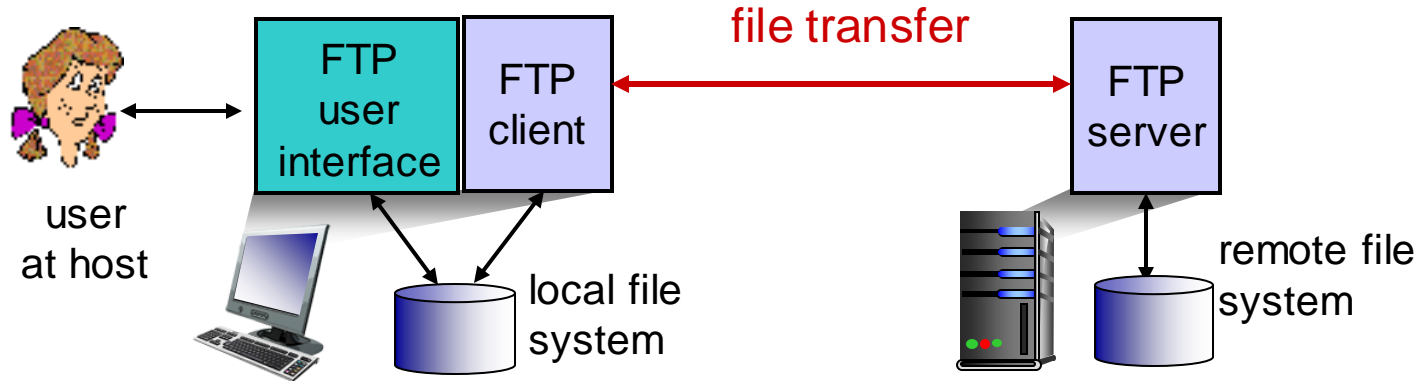 file transfer
FTP
user
interface
FTP
client
FTP
server
user
at host
local file
system
remote file
system